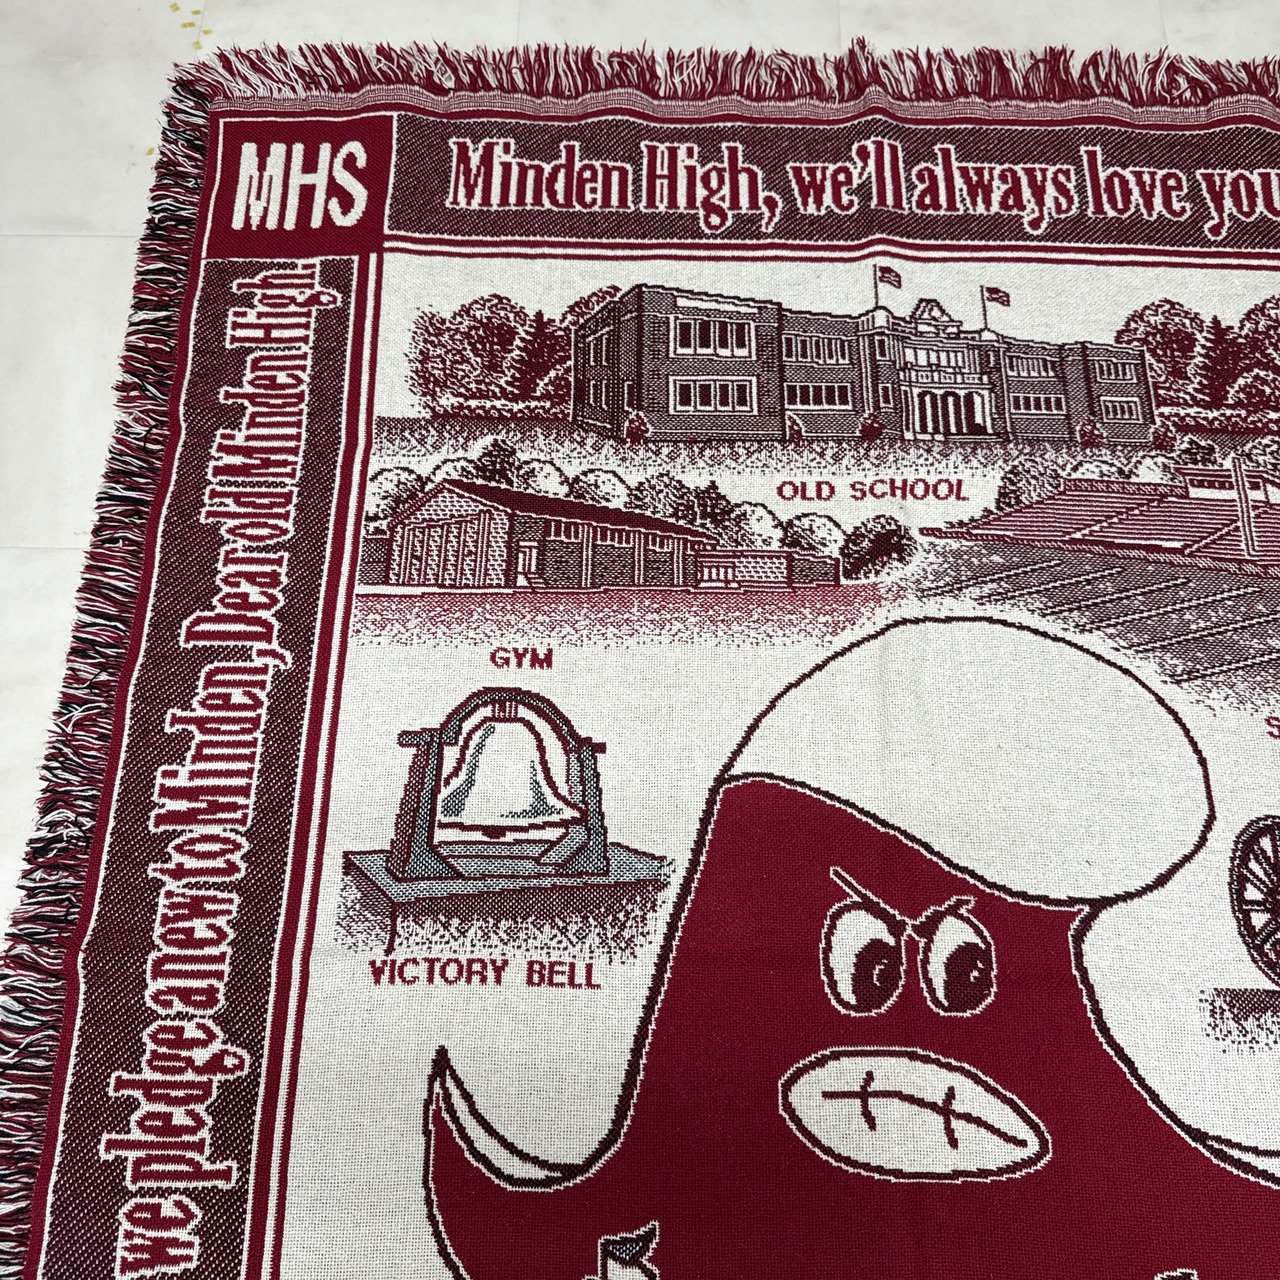 MHS
Minden High, we'll always love you
we pledge anew to Minden, Dear old Minden High.
OLD SCHOOL
GYM
S
VICTORY BELL